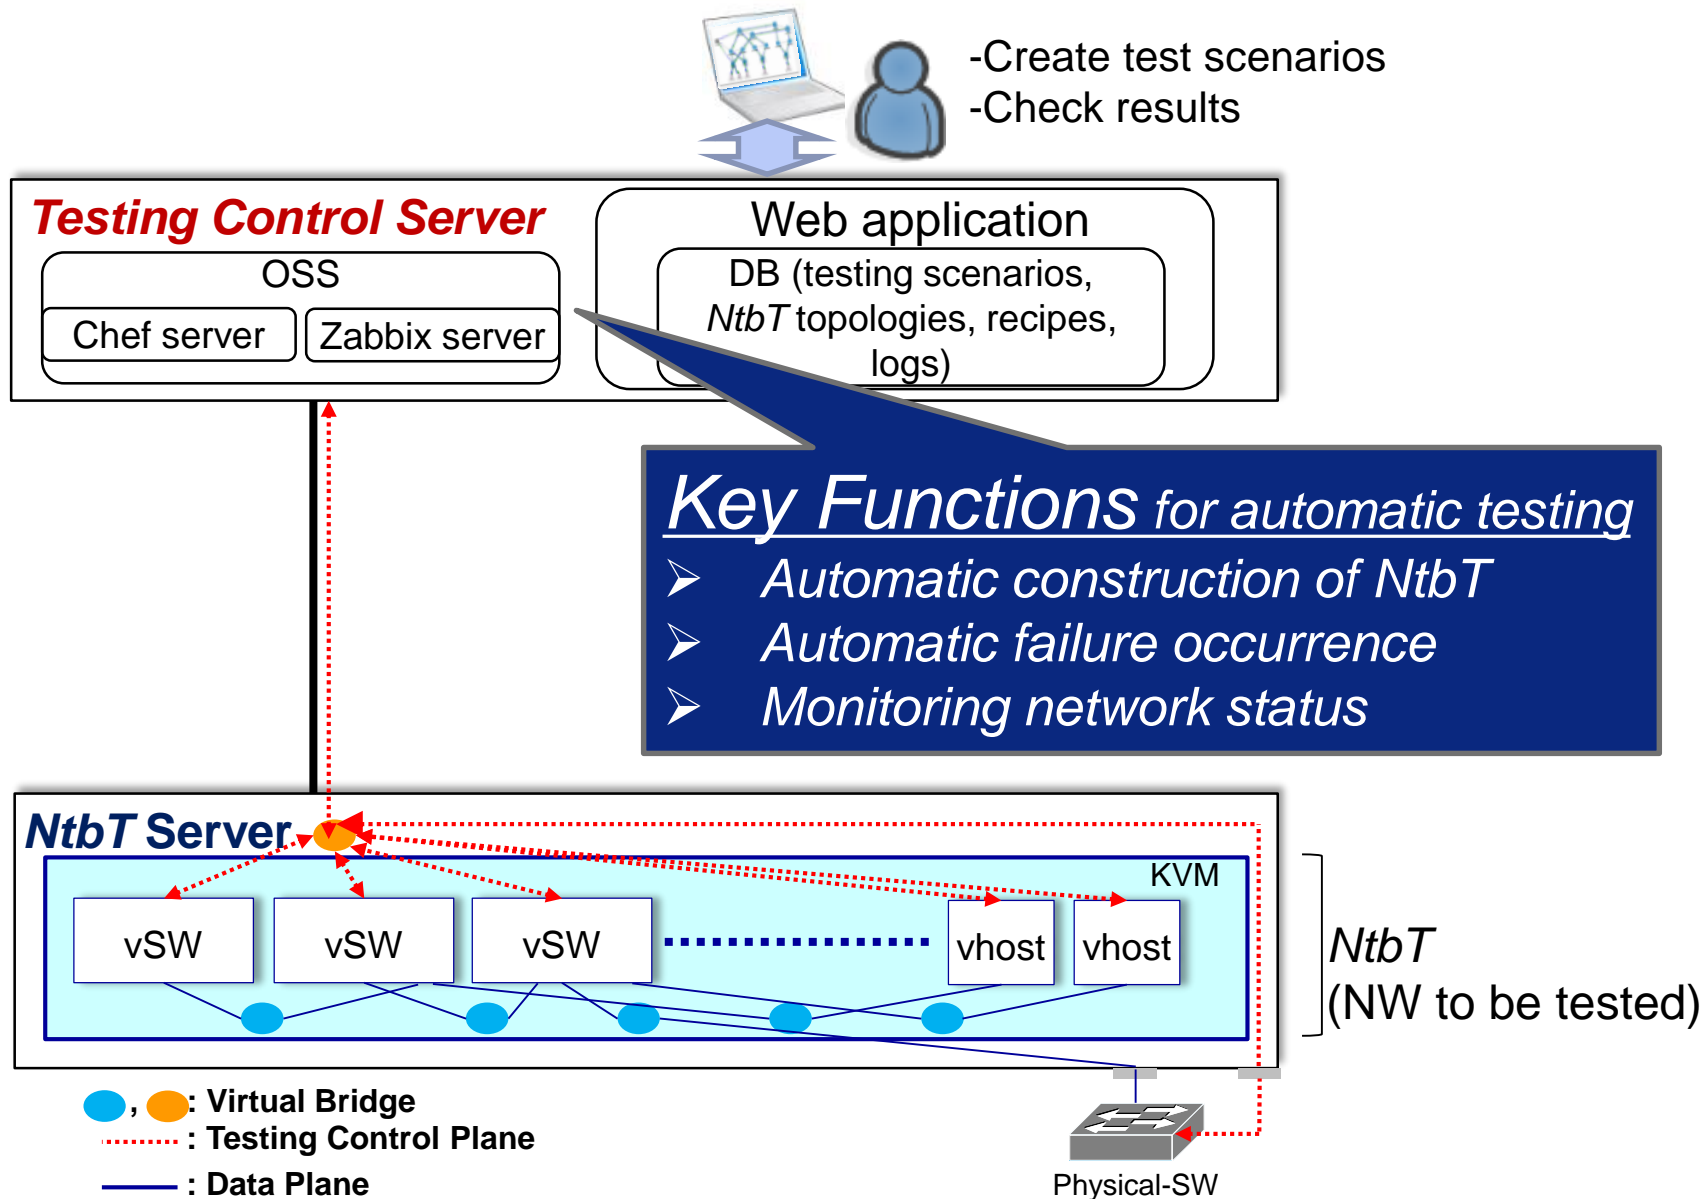 -Create test scenarios
-Check results
Testing Control Server
OSS
Chef server
Zabbix server
Web application
DB (testing scenarios,
NtbT topologies, recipes,
logs)
Key Functions for automatic testing
➢ Automatic construction of NtbT
➢ Automatic failure occurrence
➢ Monitoring network status
NtbT Server
KVM
vSW
vSW
vSW
vhost
vhost
NtbT
(NW to be tested)
, : Virtual Bridge
: Testing Control Plane
: Data Plane
Physical-SW